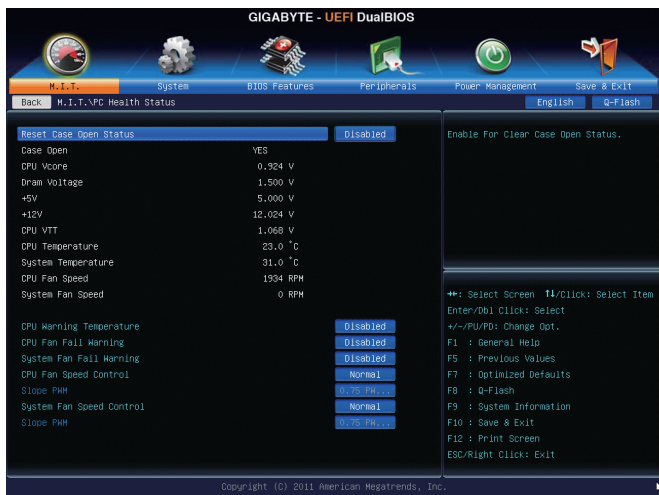 GIGABYTE - UEFI DualBIOS
M.I.T. System BIOS Features Peripherals Power Management Save & Exit
Back M.I.T.\PC Health Status English Q-Flash
Reset Case Open Status Disabled Enable For Clear Case Open Status.
Case Open YES
CPU Vcore 0.924 V
Dram Voltage 1.500 V
+5V 5.000 V
+12V 12.024 V
CPU VTT 1.068 V
CPU Temperature 23.0 °C
System Temperature 31.0 °C
CPU Fan Speed 1934 RPM
System Fan Speed 0 RPM
CPU Warning Temperature Disabled
CPU Fan Fail Warning Disabled
System Fan Fail Warning Disabled
CPU Fan Speed Control Normal
Slope PWM 0.75 PW...
System Fan Speed Control Normal
Slope PWM 0.75 PW...
→←: Select Screen ↑↓/Click: Select Item
Enter/Dbl Click: Select
+/-/PU/PD: Change Opt.
F1 : General Help
F5 : Previous Values
F7 : Optimized Defaults
F8 : Q-Flash
F9 : System Information
F10 : Save & Exit
F12 : Print Screen
ESC/Right Click: Exit
Copyright (C) 2011 American Megatrends, Inc.